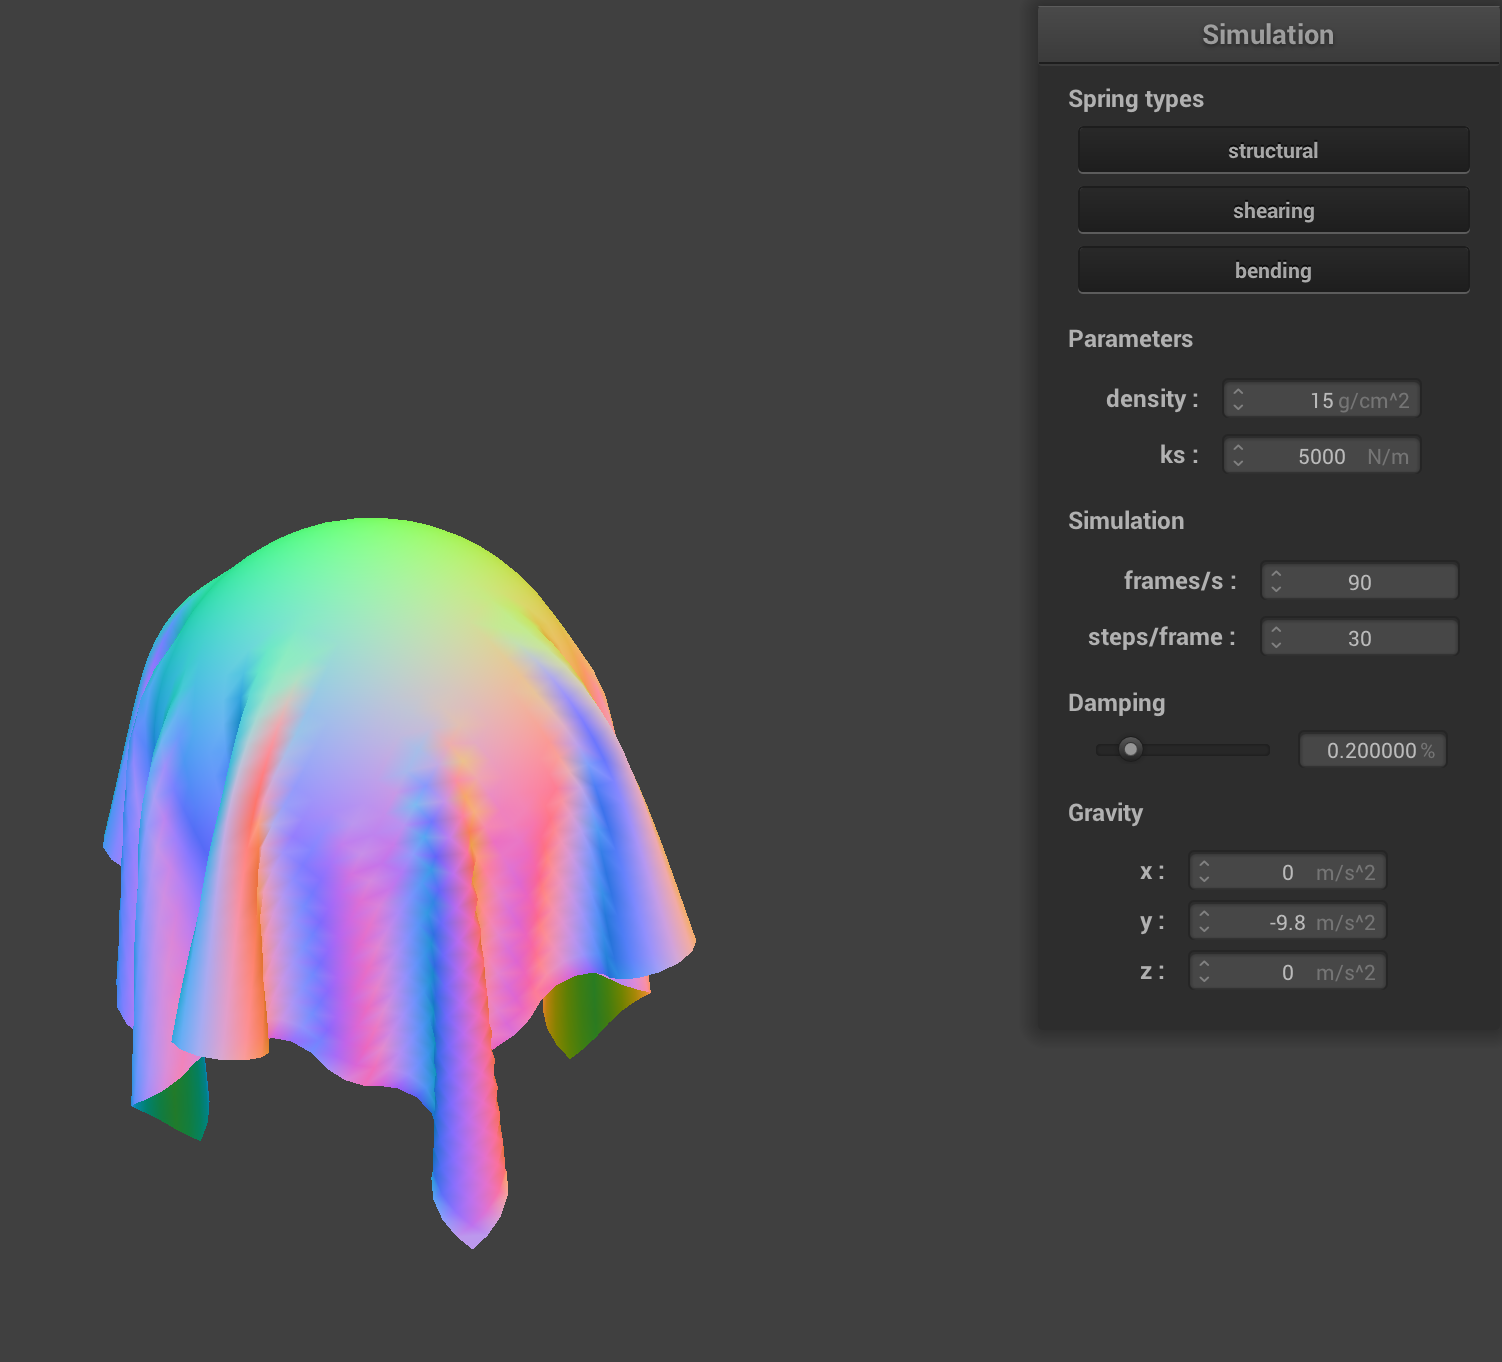 Simulation
Spring types
structural
shearing
bending
Parameters
density : 15 g/cm^2
ks : 5000 N/m
Simulation
frames/s : 90
steps/frame : 30
Damping
0.200000 %
Gravity
x : 0 m/s^2
y : -9.8 m/s^2
z : 0 m/s^2